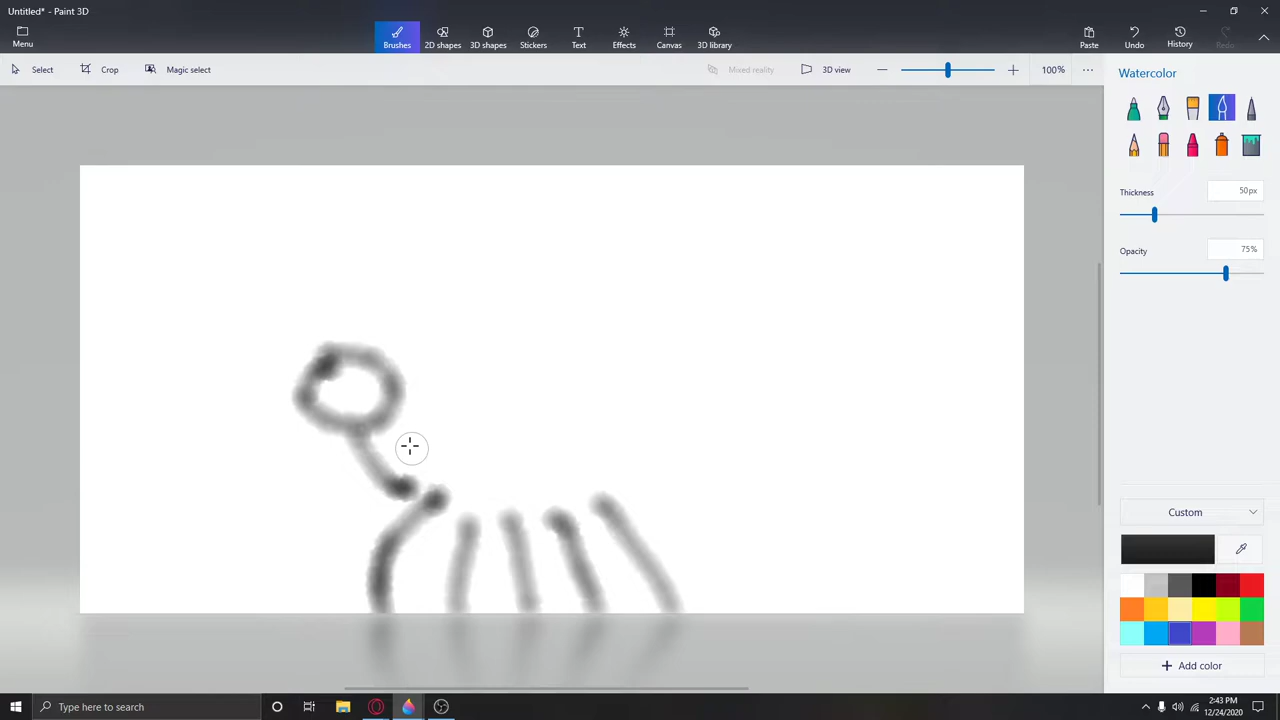 Untitled* - Paint 3D
Menu
Brushes
2D shapes
3D shapes
Stickers
Text
Effects
Canvas
3D library
Paste
Undo
History
Redo
Select
Crop
Magic select
Mixed reality
3D view
100%
Watercolor
Thickness
50px
Opacity
75%
Custom
Add color
Type here to search
2:43 PM
12/24/2020